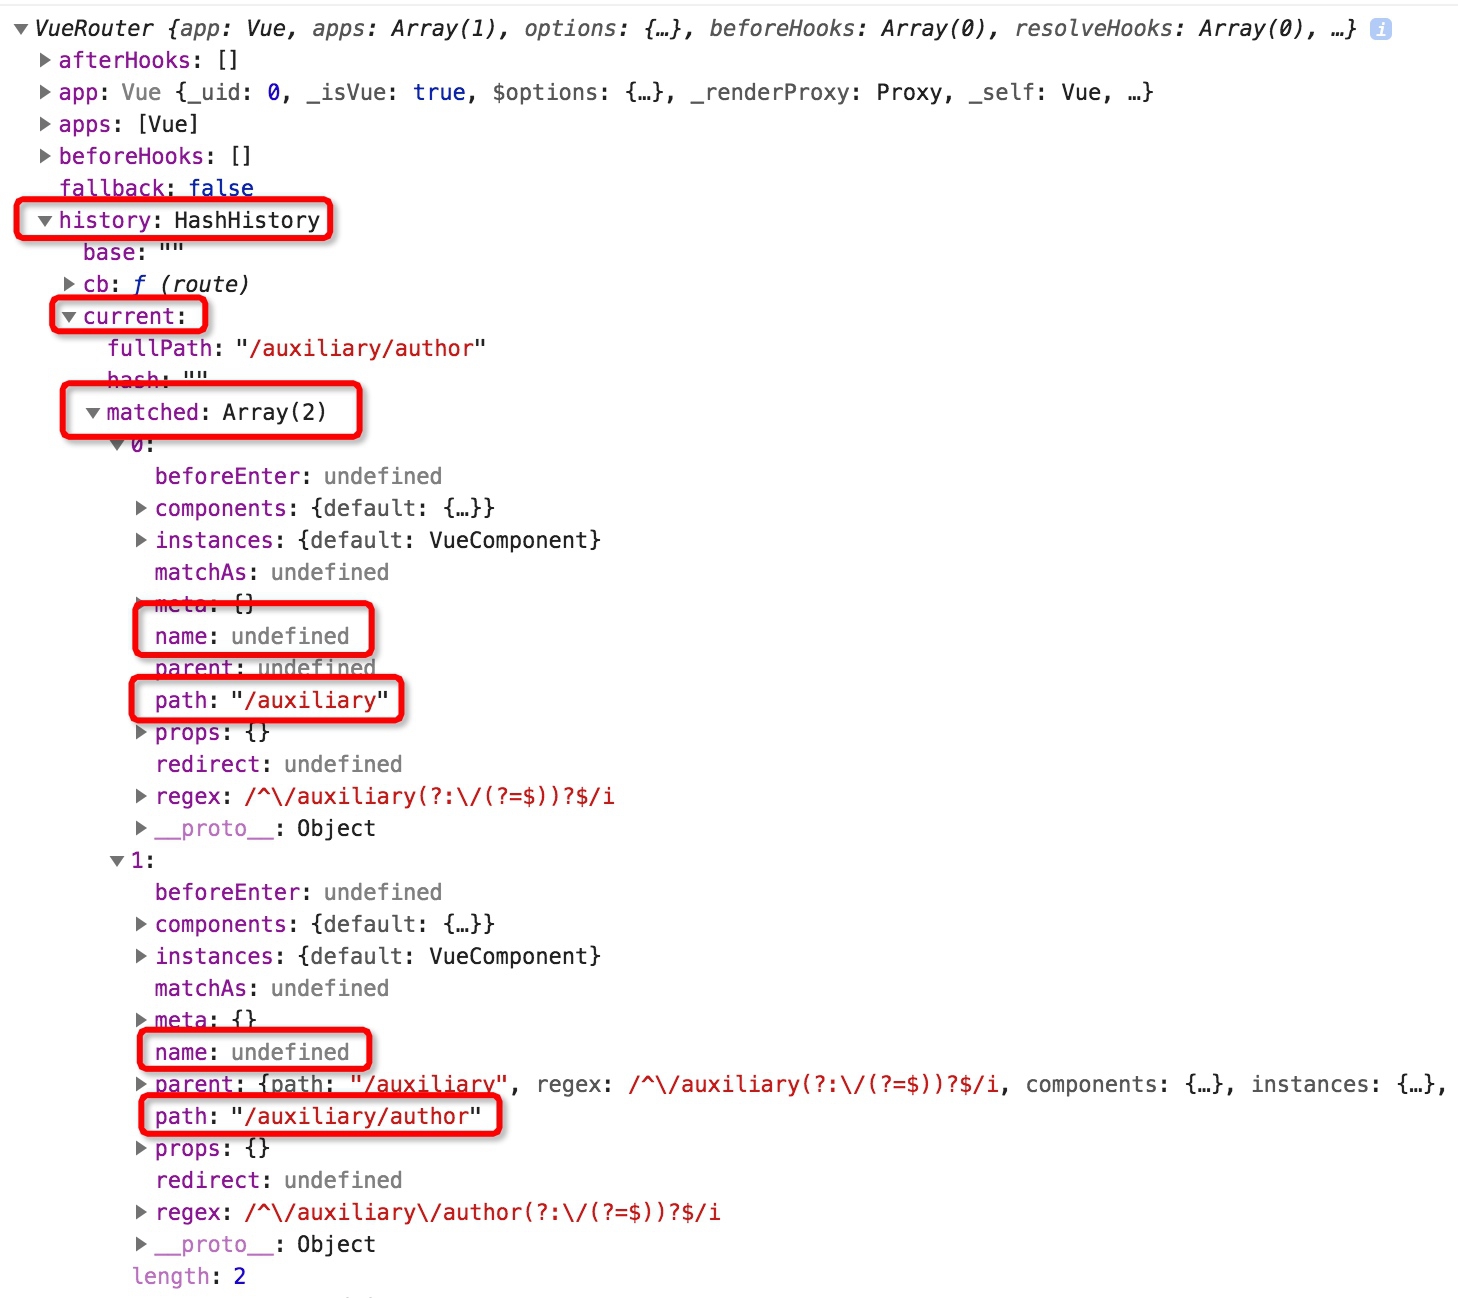 VueRouter {app: Vue, apps: Array(1), options: {…}, beforeHooks: Array(0), resolveHooks: Array(0), …} i
afterHooks: []
app: Vue {_uid: 0, _isVue: true, $options: {…}, _renderProxy: Proxy, _self: Vue, …}
apps: [Vue]
beforeHooks: []
fallback: false
history: HashHistory
base: ""
cb: ƒ (route)
current:
fullPath: "/auxiliary/author"
hash: ""
matched: Array(2)
0:
beforeEnter: undefined
components: {default: {…}}
instances: {default: VueComponent}
matchAs: undefined
meta: {}
name: undefined
parent: undefined
path: "/auxiliary"
props: {}
redirect: undefined
regex: /^\/auxiliary(?:\/(?=$))?$/i
__proto__: Object
1:
beforeEnter: undefined
components: {default: {…}}
instances: {default: VueComponent}
matchAs: undefined
meta: {}
name: undefined
parent: {path: "/auxiliary", regex: /^\/auxiliary(?:\/(?=$))?$/i, components: {…}, instances: {…},
path: "/auxiliary/author"
props: {}
redirect: undefined
regex: /^\/auxiliary\/author(?:\/(?=$))?$/i
__proto__: Object
length: 2